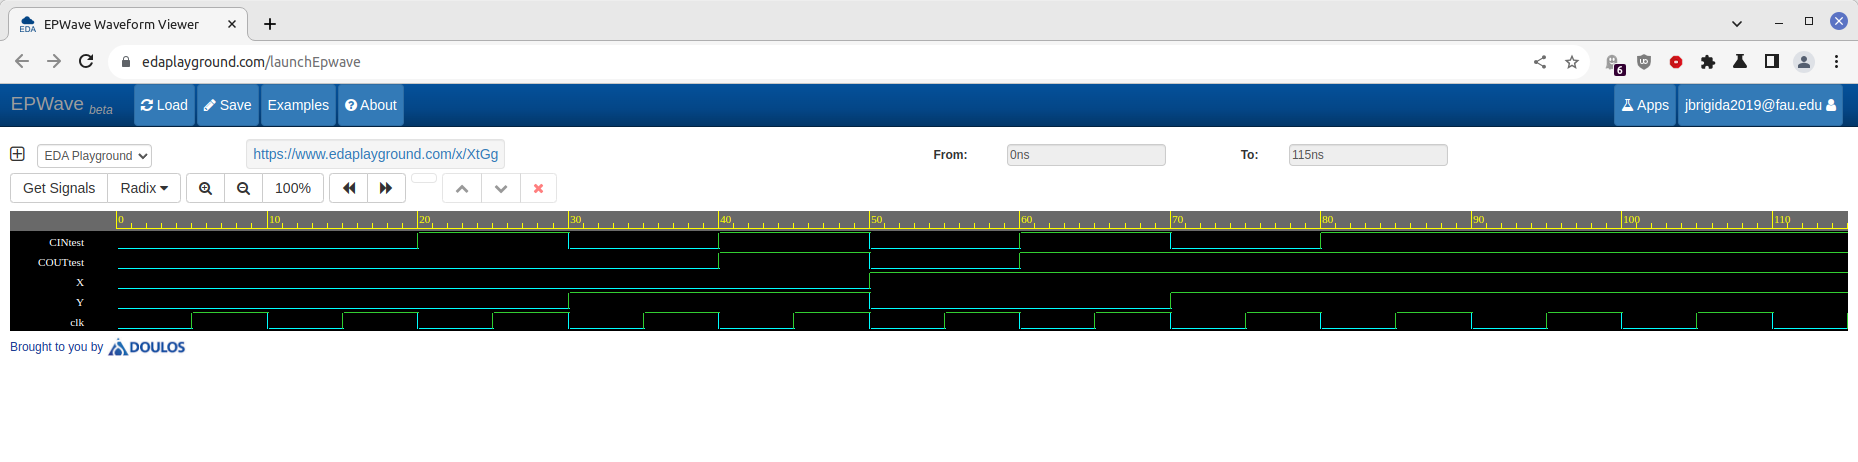 EDA EPWave Waveform Viewer
edaplayground.com/launchEpwave
6 UD
EPWave beta Load Save Examples About Apps jbrigida2019@fau.edu
EDA Playground https://www.edaplayground.com/x/XtGg From: 0ns To: 115ns
Get Signals Radix 100%
0 10 20 30 40 50 60 70 80 90 100 110
CINtest
COUTtest
X
Y
clk
Brought to you by DOULOS